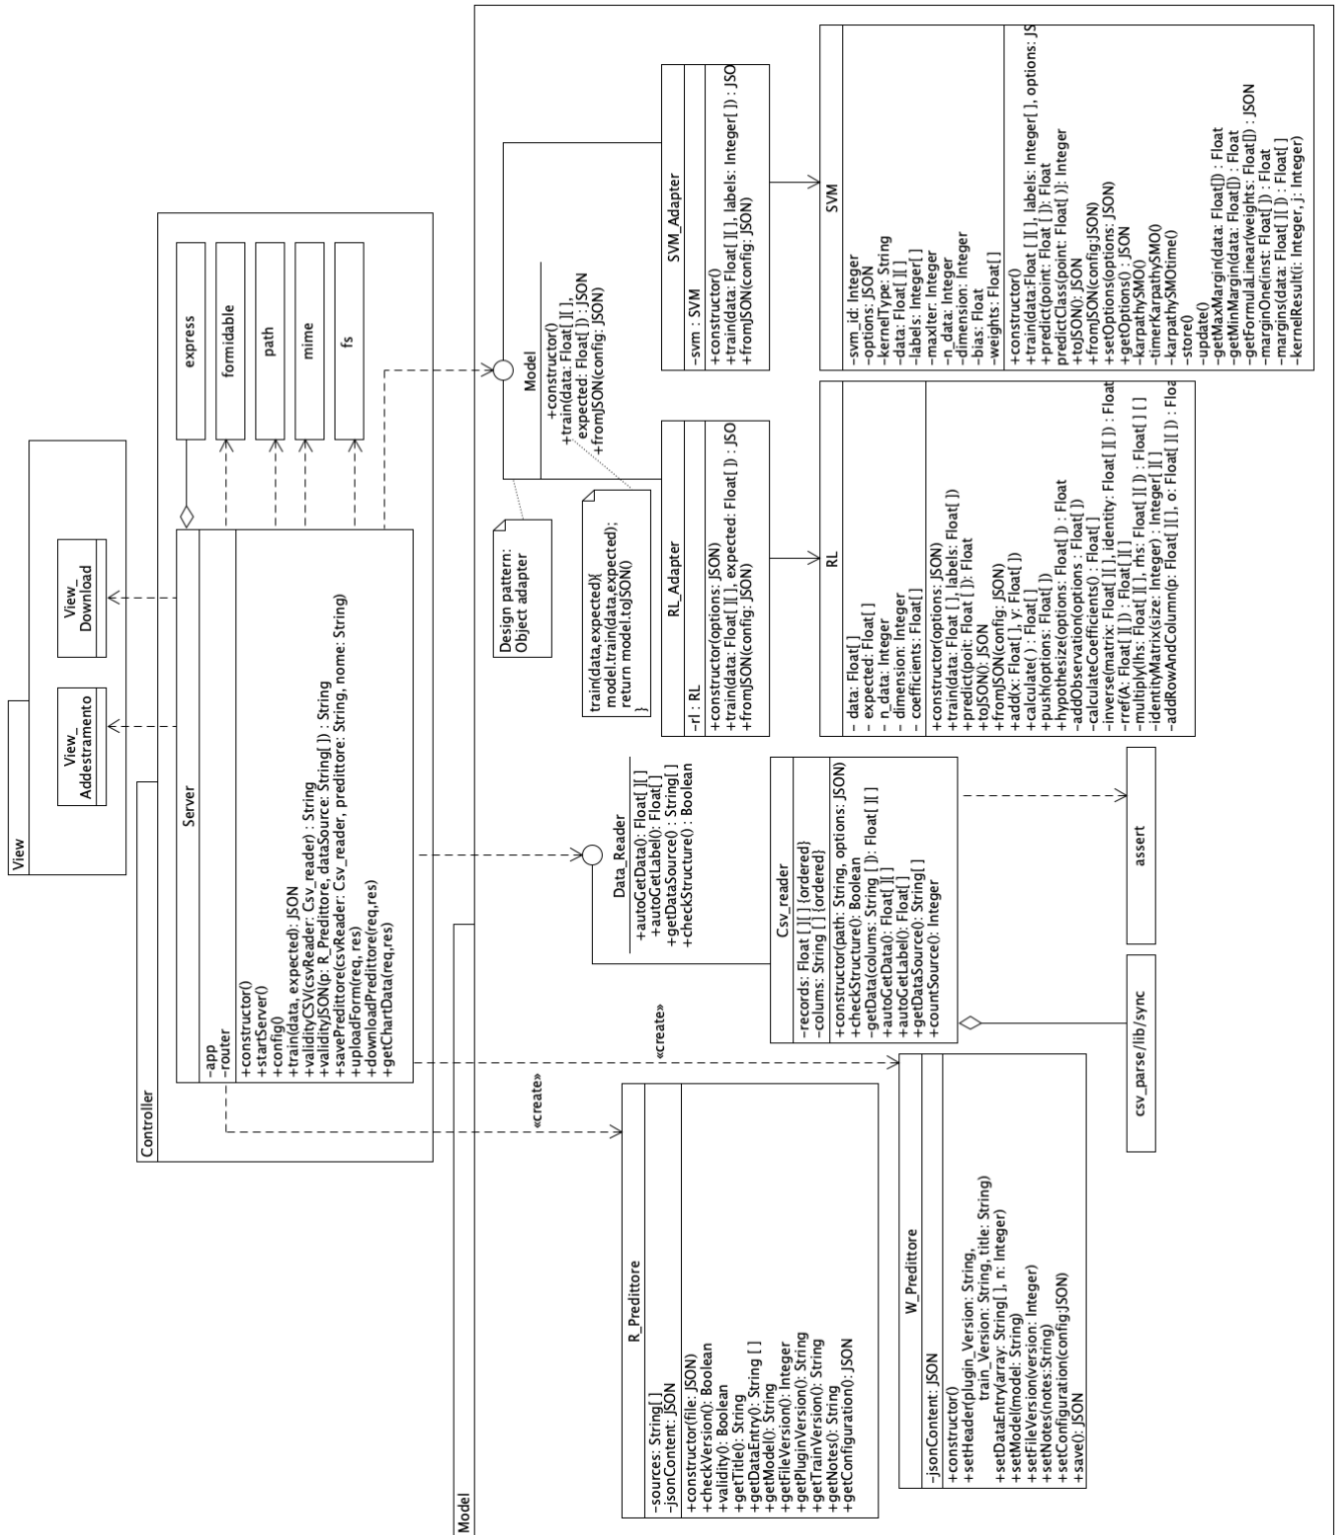 View
View_
Addestramento
View_
Download
Controller
Server
-app
-router
+constructor()
+startServer()
+config()
+train(data, expected): JSON
+validityCSV(csvReader: Csv_reader) : String
+validityJSON(p: R_Predittore, dataSource: String[ ]) : String
+savePredittore(csvReader: Csv_reader, predittore: String, nome: String)
+uploadForm(req, res)
+downloadPredittore(req,res)
+getChartData(req,res)
express
formidable
path
mime
fs
Model
«create»
«create»
R_Predittore
-sources: String[ ]
-jsonContent: JSON
+constructor(file: JSON)
+checkVersion(): Boolean
+validity(): Boolean
+getTitle(): String
+getDataEntry(): String [ ]
+getModel(): String
+getFileVersion(): Integer
+getPluginVersion(): String
+getTrainVersion(): String
+getNotes(): String
+getConfiguration(): JSON
W_Predittore
-jsonContent: JSON
+constructor()
+setHeader(plugin_Version: String,
train_Version: String, title: String)
+setDataEntry(array: String[ ], n: Integer)
+setModel(model: String)
+setFileVersion(version: Integer)
+setNotes(notes:String)
+setConfiguration(config:JSON)
+save(): JSON
Data_Reader
+autoGetData(): Float[ ][ ]
+autoGetLabel(): Float[ ]
+getDataSource() : String[ ]
+checkStructure() : Boolean
Csv_reader
-records: Float [ ][ ] {ordered}
-colums: String [ ] {ordered}
+constructor(path: String, options: JSON)
+checkStructure(): Boolean
-getData(colums: String [ ]): Float[ ][ ]
+autoGetData(): Float[ ][ ]
+autoGetLabel(): Float[ ]
+getDataSource(): String[ ]
+countSource(): Integer
csv_parse/lib/sync
assert
Design pattern:
Object adapter
train(data,expected){
model.train(data,expected);
return model.toJSON()
}
Model
+constructor()
+train(data: Float[ ][ ],
expected: Float[ ]) : JSON
+fromJSON(config: JSON)
RL_Adapter
-rl : RL
+constructor(options: JSON)
+train(data: Float[ ][ ], expected: Float[ ]) : JSO
+fromJSON(config: JSON)
SVM_Adapter
-svm : SVM
+constructor()
+train(data: Float[ ][ ], labels: Integer[ ]) : JSO
+fromJSON(config: JSON)
RL
- data: Float[ ]
- expected: Float[ ]
- n_data: Integer
- dimension: Integer
- coefficients: Float[ ]
+constructor(options: JSON)
+train(data: Float[ ], labels: Float[ ])
+predict(poit: Float[ ]): Float
+toJSON(): JSON
+fromJSON(config: JSON)
+add(x: Float[ ], y: Float[ ])
+calculate( ) : Float[ ]
+push(options: Float[ ])
+hypothesize(options: Float[ ]) : Float
-addObservation(options : Float[ ])
-calculateCoefficients() : Float[ ]
-inverse(matrix: Float[ ][ ], identity: Float[ ][ ]) : Float
-rref(A: Float[ ][ ]) : Float[ ][ ]
-multiply(lhs: Float[ ][ ], rhs: Float[ ][ ]) : Float[ ] [ ]
-identityMatrix(size: Integer) : Integer[ ][ ]
-addRowAndColumn(p: Float[ ][ ], o: Float[ ][ ]) : Floa
SVM
-svm_id: Integer
-options: JSON
-kernelType: String
-data: Float[ ][ ]
-labels: Integer[ ]
-maxIter: Integer
-n_data: Integer
-dimension: Integer
-bias: Float
-weights: Float[ ]
+constructor()
+train(data:Float [ ][ ], labels: Integer[ ], options: JS
+predict(point: Float [ ]): Float
predictClass(point: Float[ )]: Integer
+toJSON(): JSON
+fromJSON(config:JSON)
+setOptions(options: JSON)
+getOptions() : JSON
-karpathySMO()
-timerKarpathySMO()
-karpathySMOtime()
-store()
-update()
-getMaxMargin(data: Float[]) : Float
-getMinMargin(data: Float[]) : Float
-getFormulaLinear(weights: Float[]) : JSON
-marginOne(inst: Float[ ]) : Float
-margins(data: Float[ ][ ]) : Float[ ]
-kernelResult(i: Integer, j: Integer)